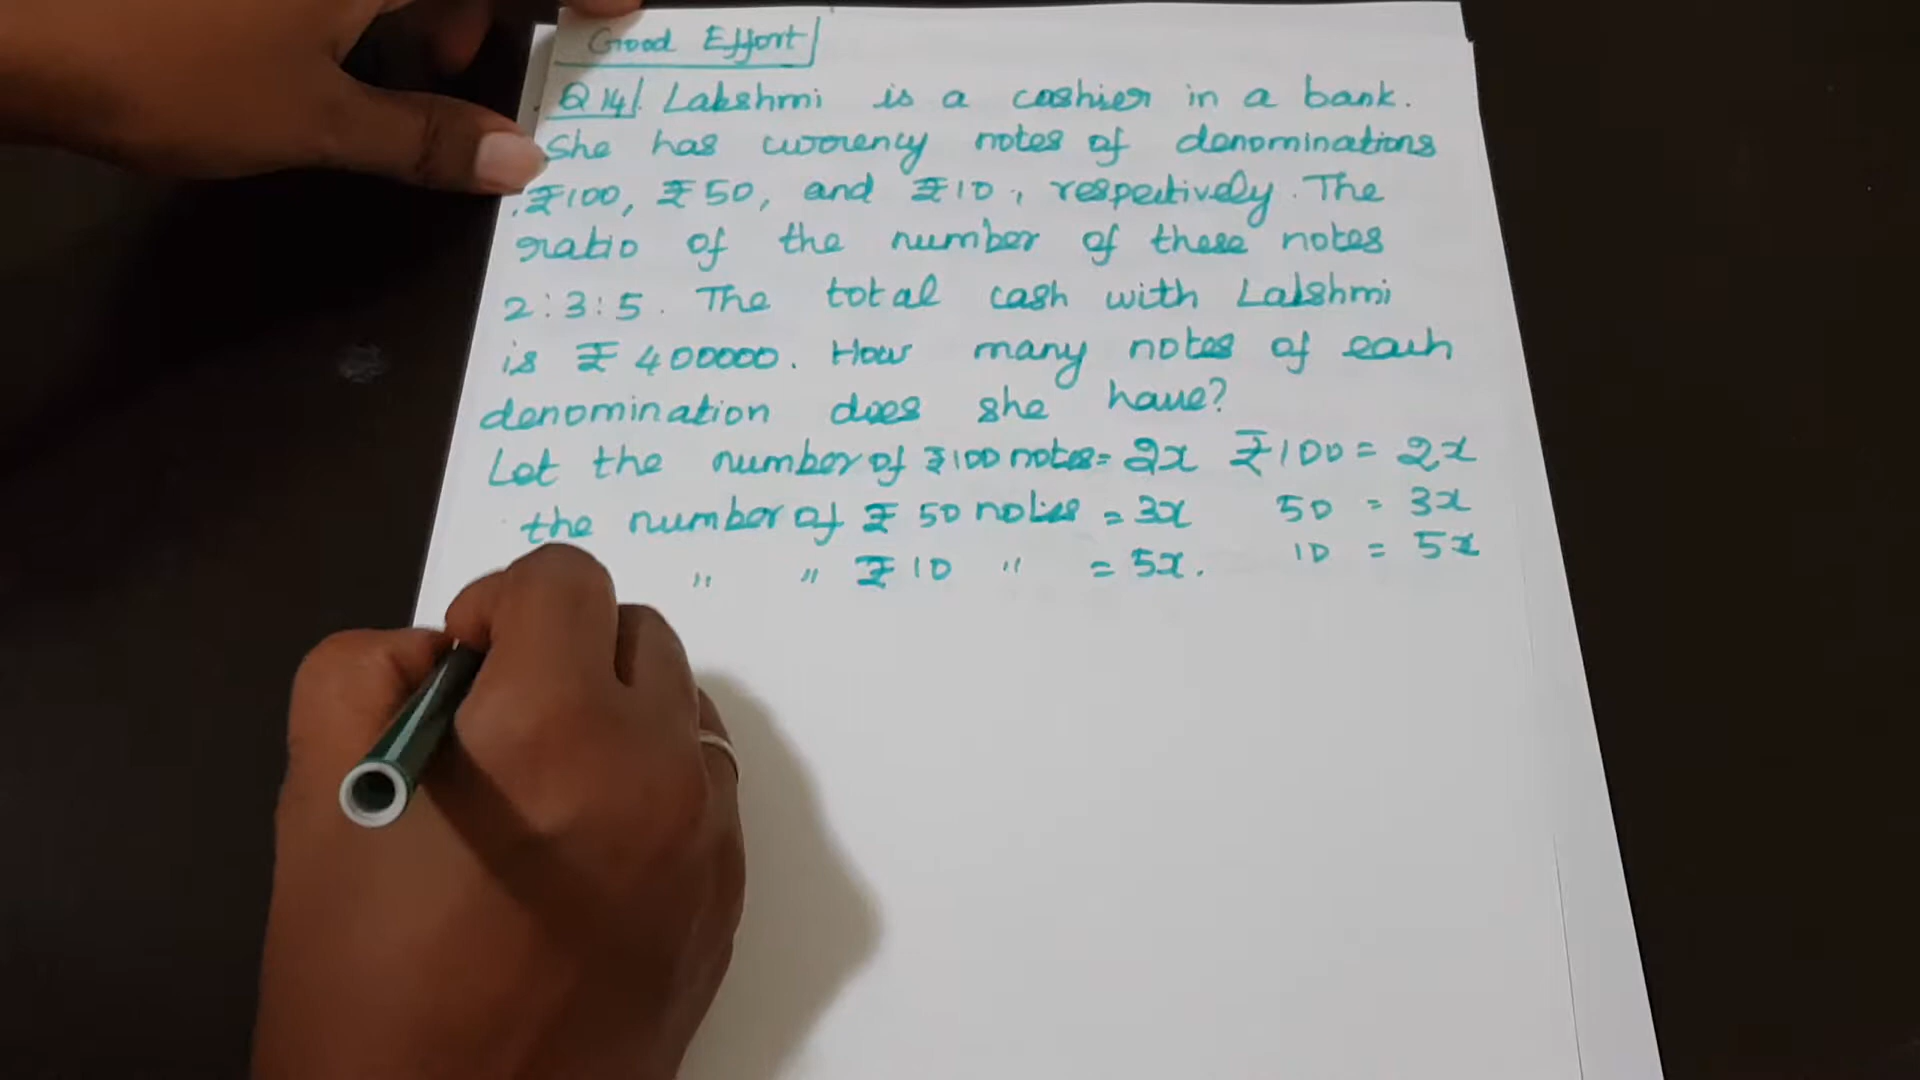 Good Effort
Q14. Lakshmi is a cashier in a bank.
She has currency notes of denominations
₹100, ₹50, and ₹10, respectively. The
ratio of the number of these notes
2:3:5. The total cash with Lakshmi
is ₹400000. How many notes of each
denomination does she have?
Let the number of ₹100 notes = 2x ₹100 = 2x
the number of ₹50 notes = 3x 50 = 3x
" " ₹10 " = 5x. 10 = 5x